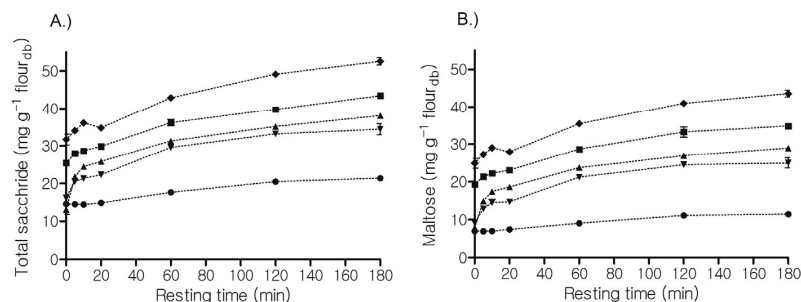 A.)
Total sacchride (mg g⁻¹ flour_db)
50
40
30
20
10
0
0 20 40 60 80 100 120 140 160 180
Resting time (min)
B.)
Maltose (mg g⁻¹ flour_db)
50
40
30
20
10
0
0 20 40 60 80 100 120 140 160 180
Resting time (min)